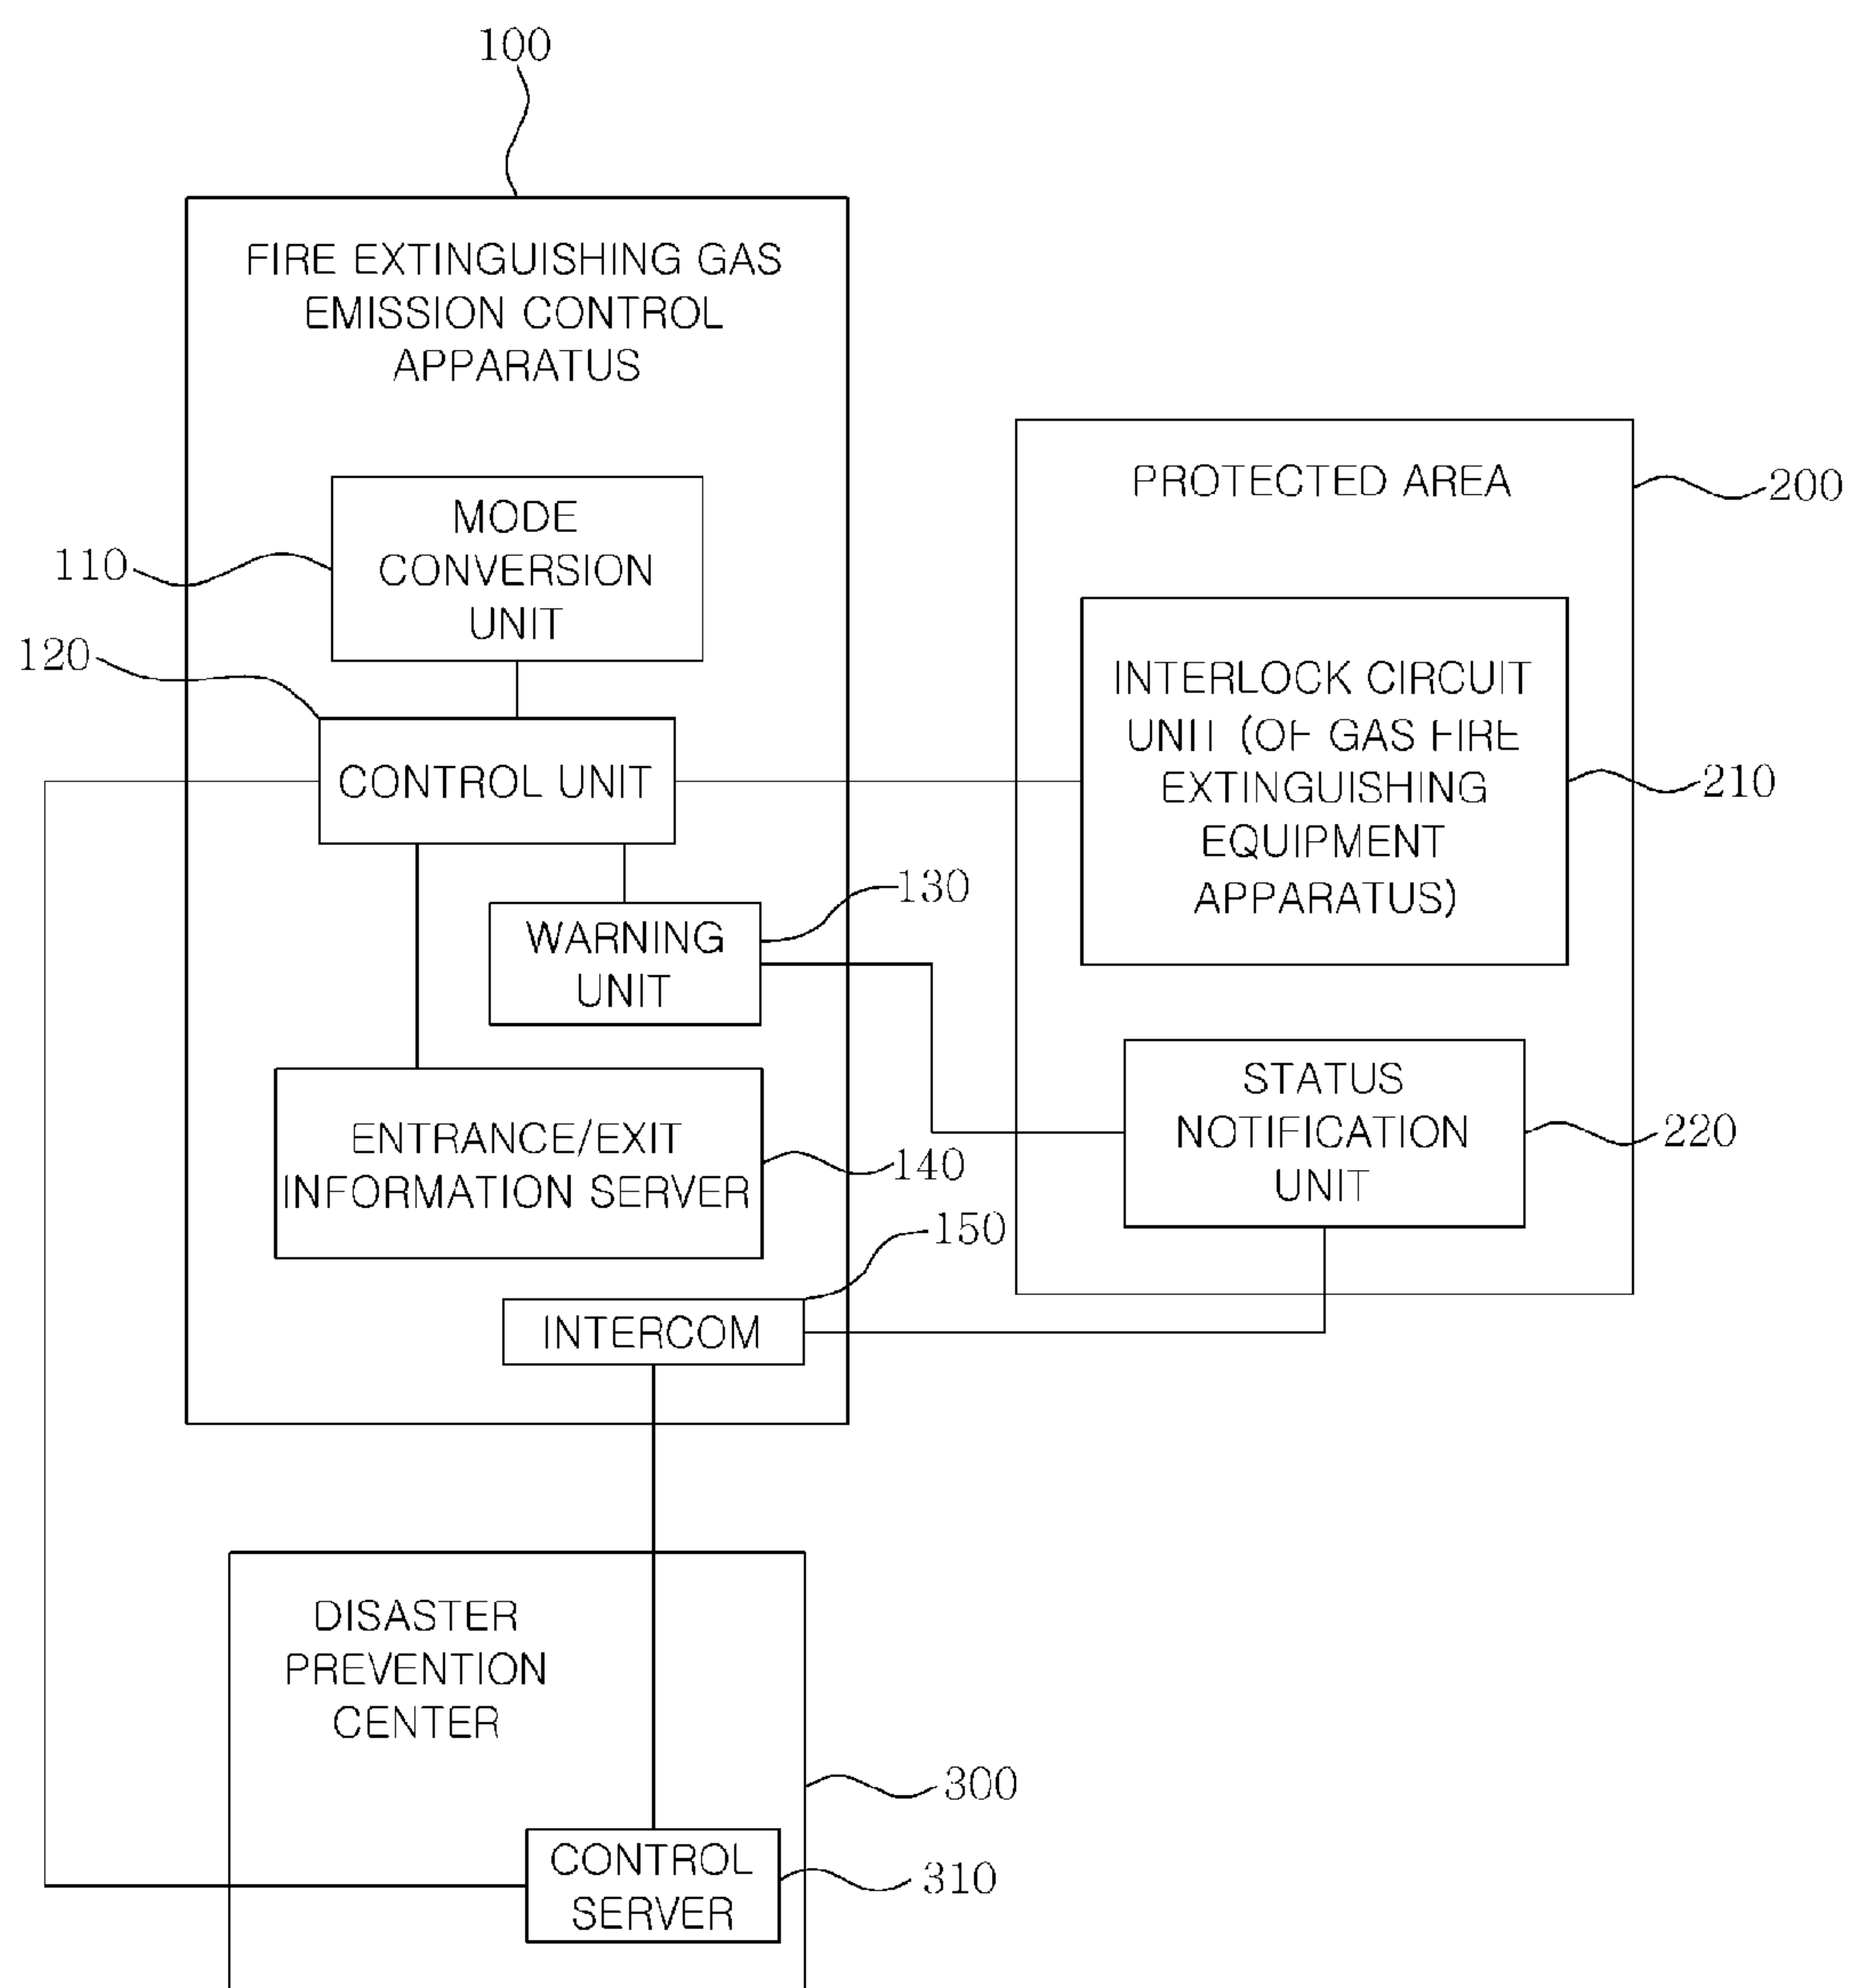 100
FIRE EXTINGUISHING GAS
EMISSION CONTROL
APPARATUS
MODE
CONVERSION
UNIT
110
120
CONTROL UNIT
130
WARNING
UNIT
ENTRANCE/EXIT
INFORMATION SERVER
140
150
INTERCOM
PROTECTED AREA
200
INTERLOCK CIRCUIT
UNIT (OF GAS FIRE
EXTINGUISHING
EQUIPMENT
APPARATUS)
210
STATUS
NOTIFICATION
UNIT
220
DISASTER
PREVENTION
CENTER
300
CONTROL
SERVER
310